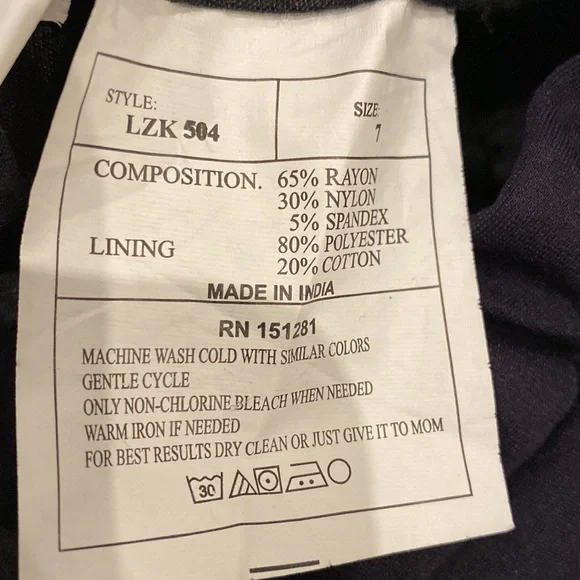 STYLE:
LZK 504
SIZE:
7
COMPOSITION. 65% RAYON
30% NYLON
5% SPANDEX
LINING 80% POLYESTER
20% COTTON
MADE IN INDIA
RN 151281
MACHINE WASH COLD WITH SIMILAR COLORS
GENTLE CYCLE
ONLY NON-CHLORINE BLEACH WHEN NEEDED
WARM IRON IF NEEDED
FOR BEST RESULTS DRY CLEAN OR JUST GIVE IT TO MOM
30